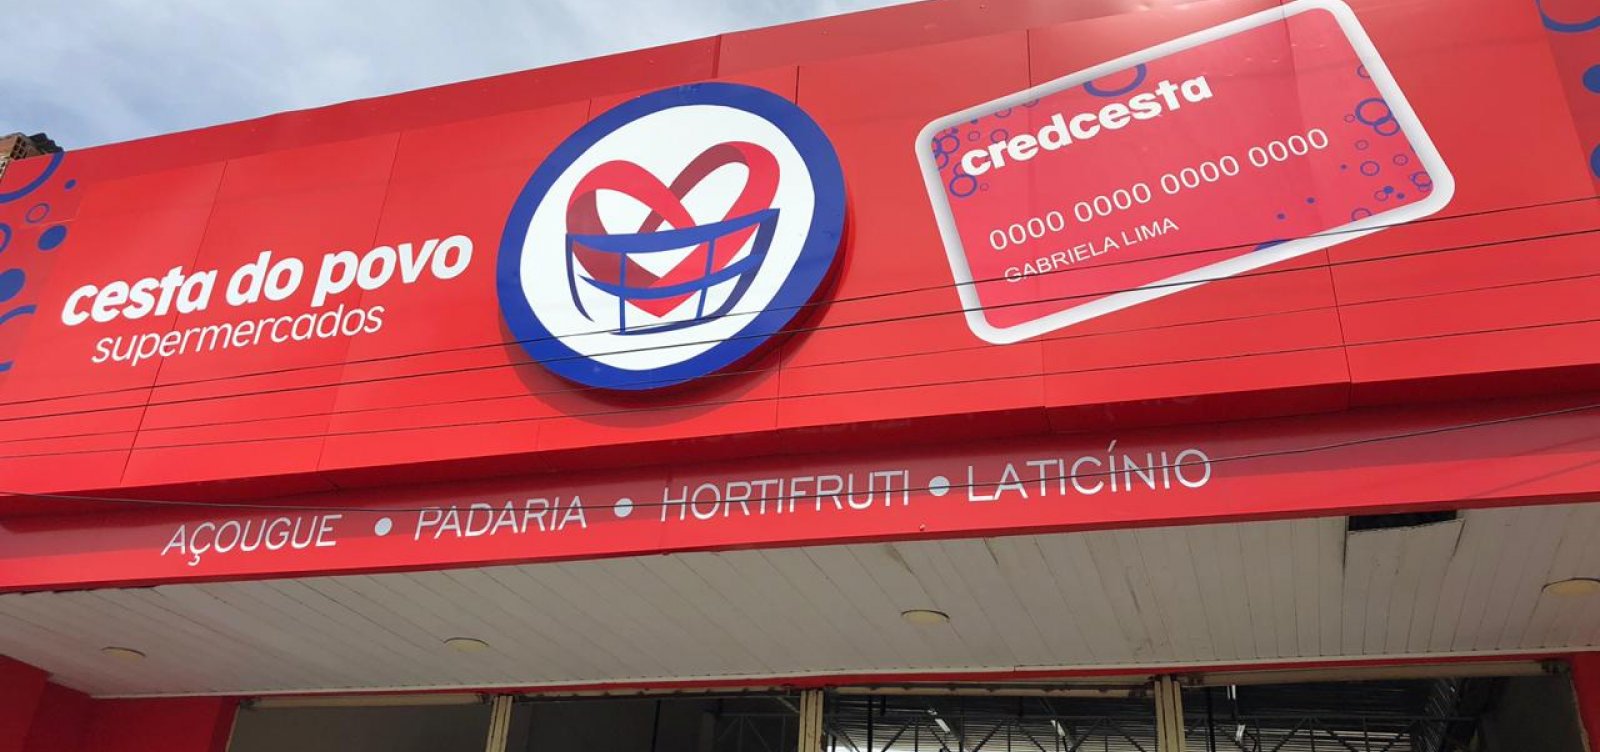 cesta do povo
supermercados
credcesta
0000 0000 0000 0000
GABRIELA LIMA
AÇOUGUE • PADARIA • HORTIFRUTI • LATICÍNIO